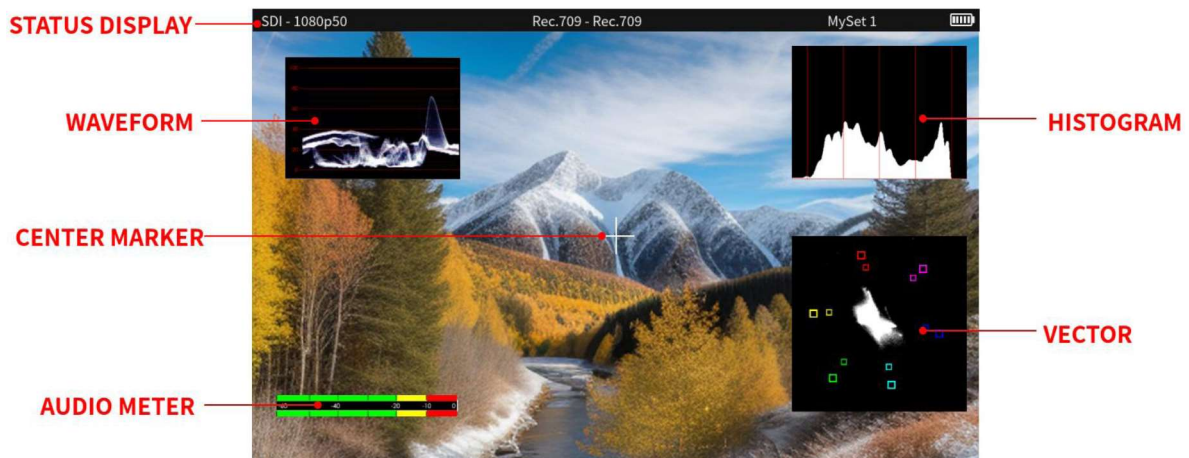 STATUS DISPLAY
SDI - 1080p50
Rec.709 - Rec.709
MySet 1
WAVEFORM
HISTOGRAM
CENTER MARKER
VECTOR
AUDIO METER
-40
-20
-10
0